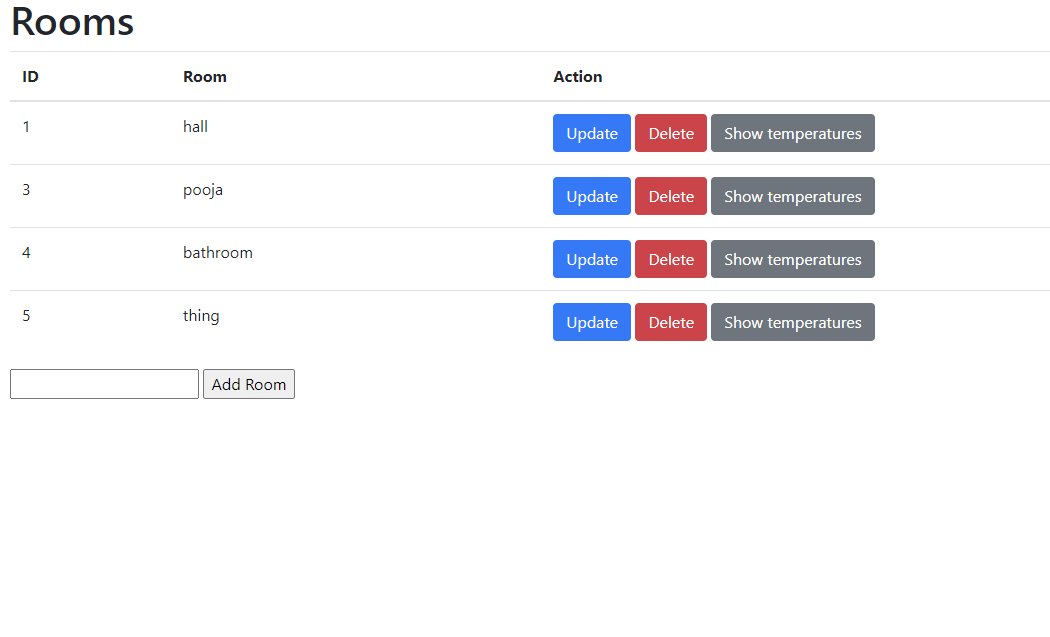 Rooms
ID Room Action
1 hall Update Delete Show temperatures
3 pooja Update Delete Show temperatures
4 bathroom Update Delete Show temperatures
5 thing Update Delete Show temperatures
Add Room